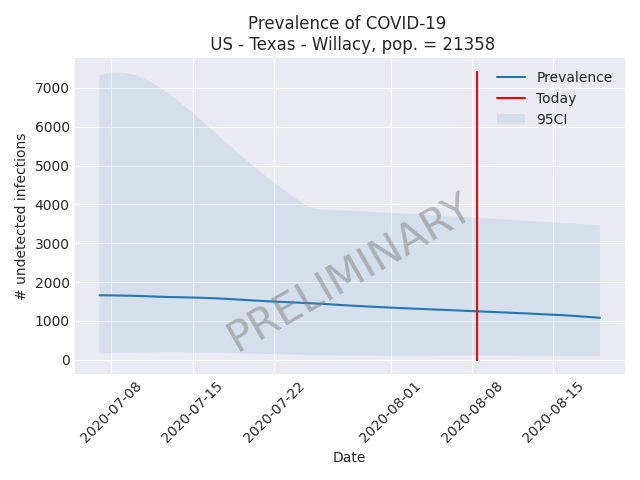 Prevalence of COVID-19
US - Texas - Willacy, pop. = 21358
Prevalence
Today
95CI
7000
6000
5000
4000
3000
2000
1000
0
# undetected infections
PRELIMINARY
2020-07-08
2020-07-15
2020-07-22
2020-08-01
2020-08-08
2020-08-15
Date